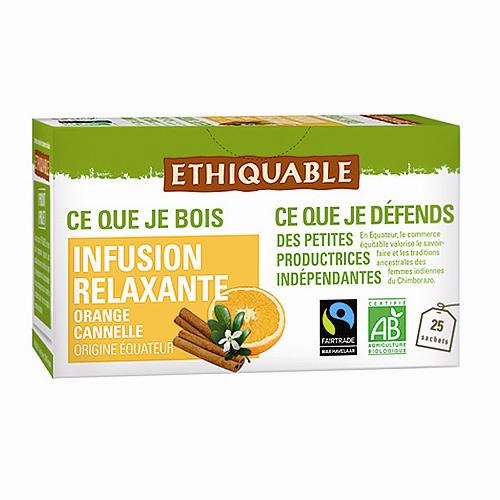 ETHIQUABLE
CE QUE JE BOIS
INFUSION
RELAXANTE
ORANGE
CANNELLE
ORIGINE ÉQUATEUR
CE QUE JE DÉFENDS
DES PETITES
PRODUCTRICES
INDÉPENDANTES
En Equateur, le commerce
équitable valorise le savoir-
faire et les traditions
ancestrales des
femmes indiennes
du Chimborazo.
FAIRTRADE
MAX HAVELAAR
CERTIFIÉ
AB
AGRICULTURE
BIOLOGIQUE
25
sachets